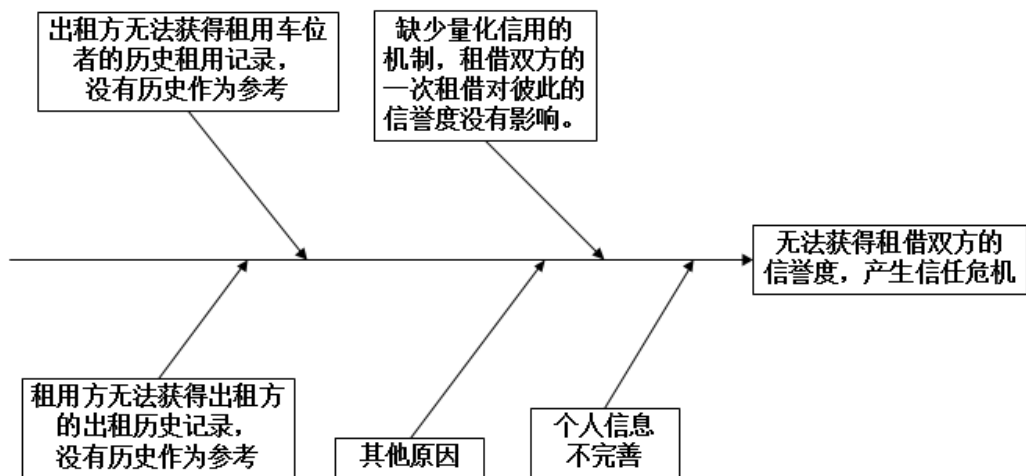 出租方无法获得租用车位
者的历史租用记录，
没有历史作为参考
缺少量化信用的
机制，租借双方的
一次租借对彼此的
信誉度没有影响。
无法获得租借双方的
信誉度，产生信任危机
租用方无法获得出租方
的出租历史记录，
没有历史作为参考
其他原因
个人信息
不完善